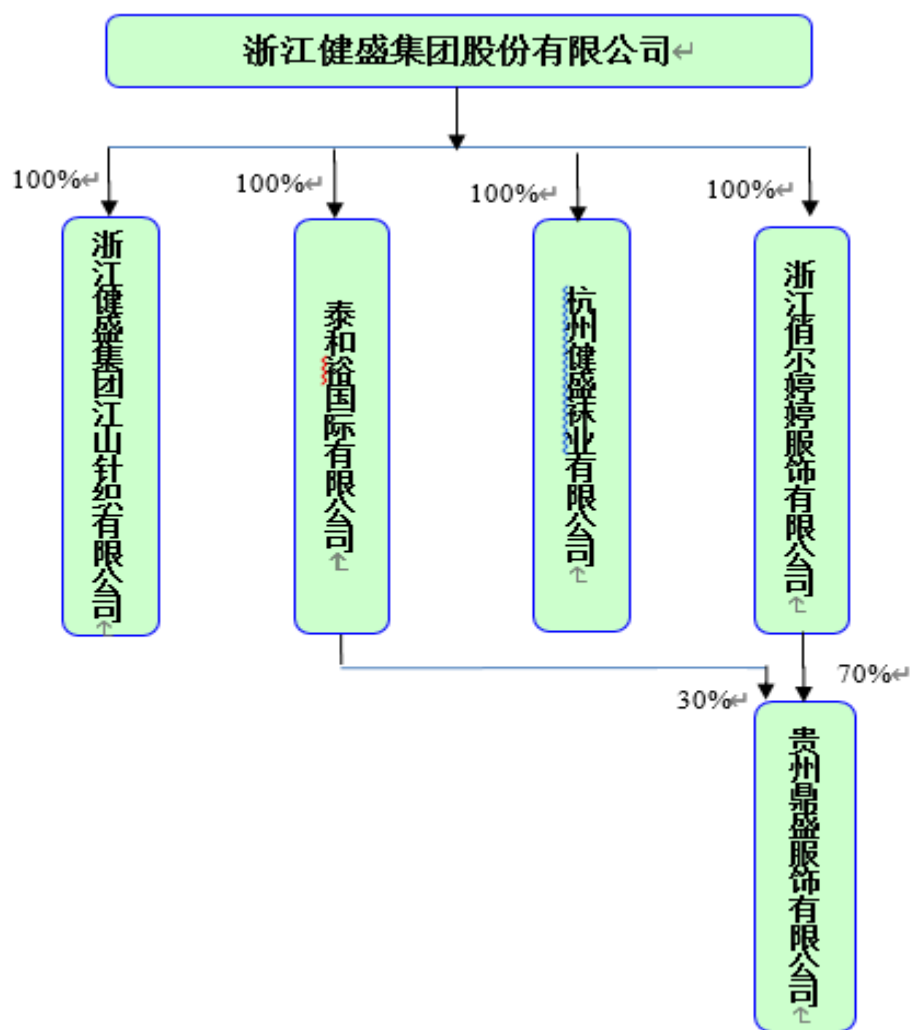 浙江健盛集团股份有限公司
100%
100%
100%
100%
浙江健盛集团江山针织有限公司
泰和裕国际有限公司
杭州健盛袜业有限公司
浙江俏尔婷婷服饰有限公司
30%
70%
贵州鼎盛服饰有限公司